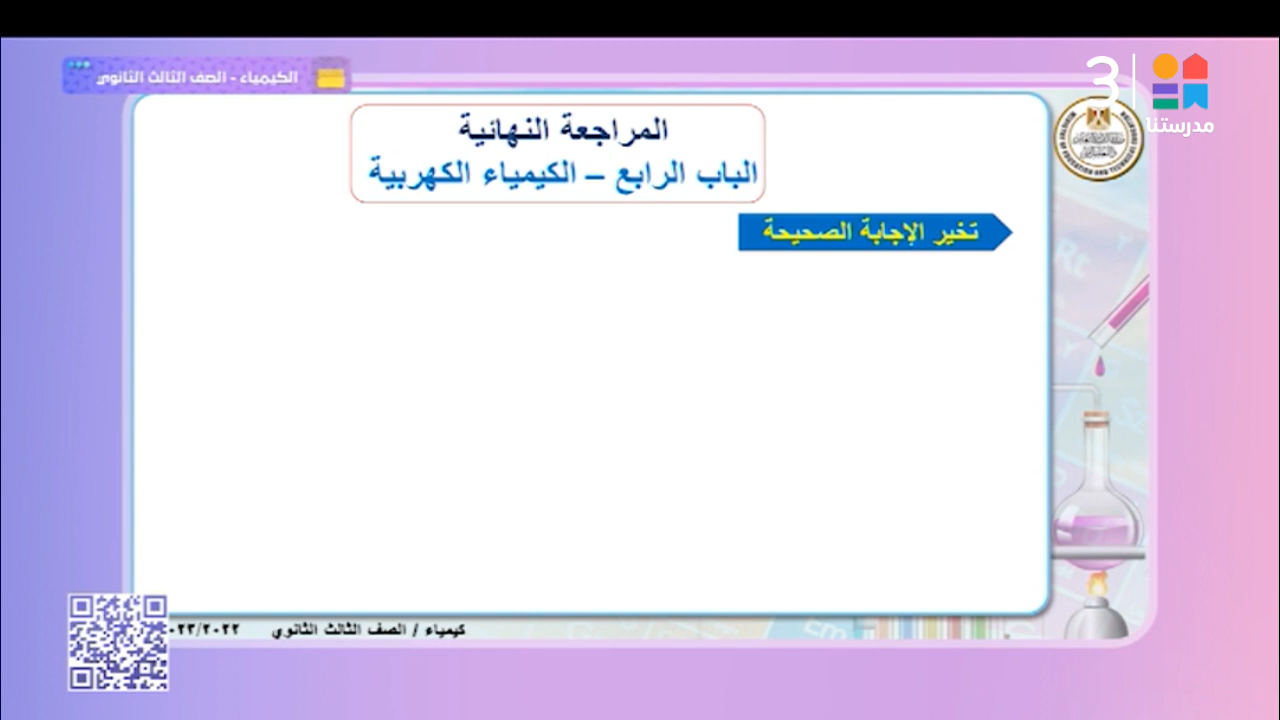 الكيمياء - الصف الثالث الثانوي
3
مدرستنا
المراجعة النهائية
الباب الرابع – الكيمياء الكهربية
تخير الإجابة الصحيحة
كيمياء / الصف الثالث الثانوي
٢٠٢٣/٢٠٢٢